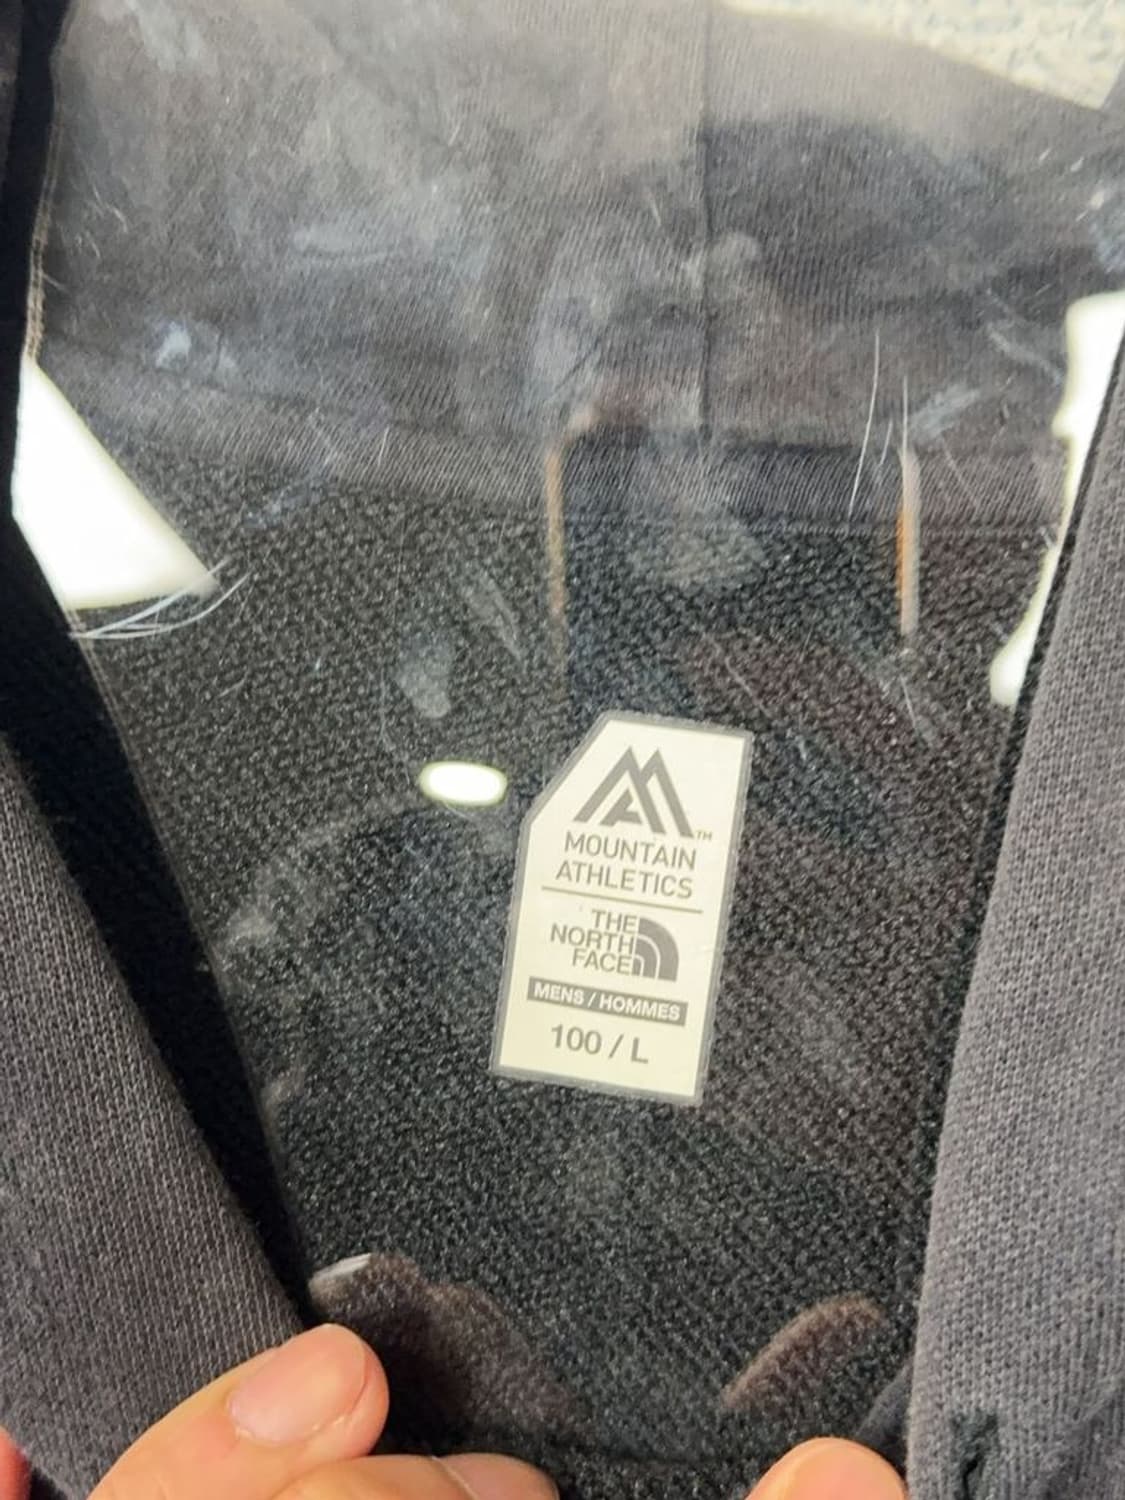 MOUNTAIN
ATHLETICS
THE
NORTH
FACE
MENS / HOMMES
100 / L